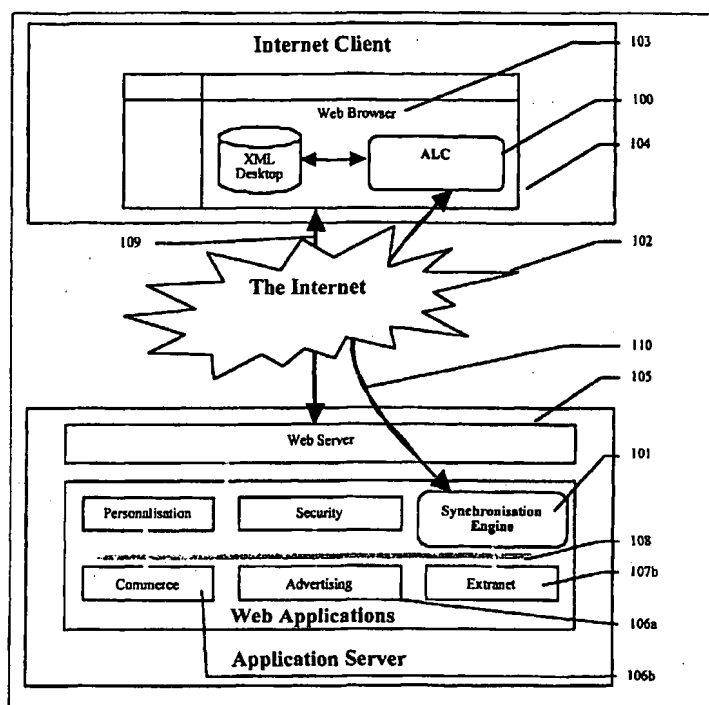 Internet Client
103
Web Browser
100
XML
Desktop
ALC
104
109
102
The Internet
110
105
Web Server
101
Personalisation
Security
Synchronisation
Engine
108
Commerce
Advertising
Extranet
107b
Web Applications
106a
Application Server
106b